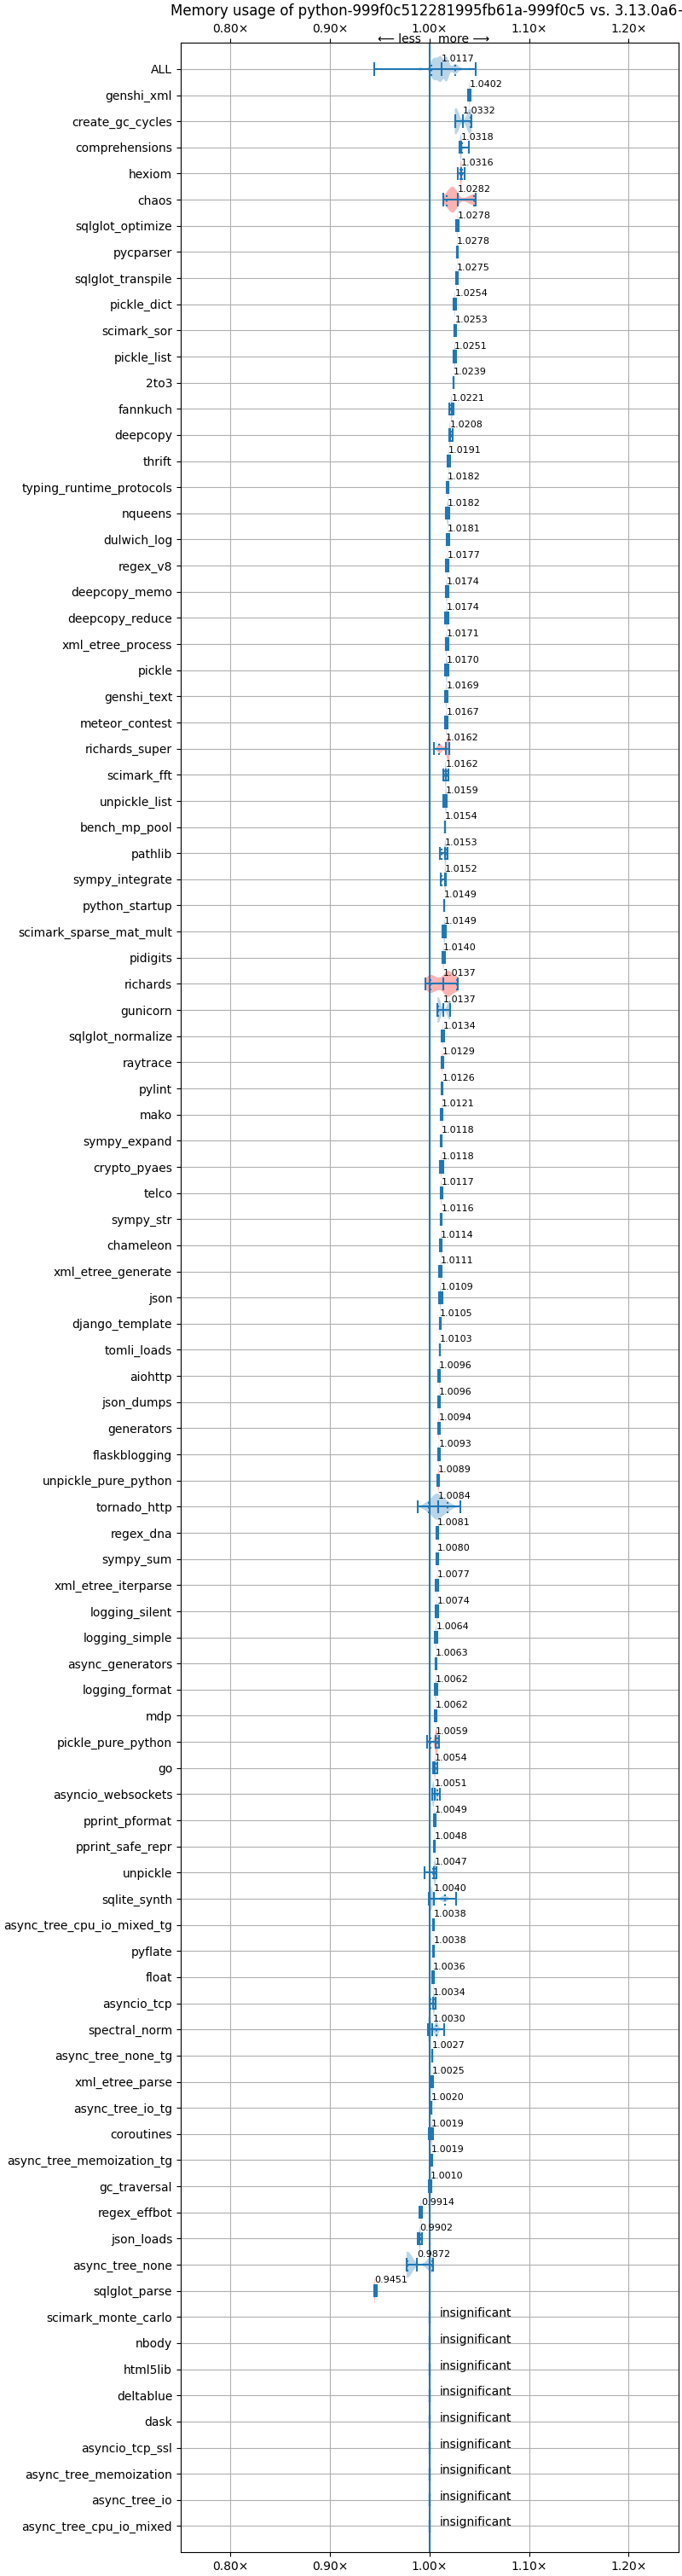 Memory usage of python-999f0c512281995fb61a-999f0c5 vs. 3.13.0a6-
0.80× 0.90× 1.00× 1.10× 1.20×
⟵ less more ⟶
ALL 1.0117
genshi_xml 1.0402
create_gc_cycles 1.0332
comprehensions 1.0318
hexiom 1.0316
chaos 1.0282
sqlglot_optimize 1.0278
pycparser 1.0278
sqlglot_transpile 1.0275
pickle_dict 1.0254
scimark_sor 1.0253
pickle_list 1.0251
2to3 1.0239
fannkuch 1.0221
deepcopy 1.0208
thrift 1.0191
typing_runtime_protocols 1.0182
nqueens 1.0182
dulwich_log 1.0181
regex_v8 1.0177
deepcopy_memo 1.0174
deepcopy_reduce 1.0174
xml_etree_process 1.0171
pickle 1.0170
genshi_text 1.0169
meteor_contest 1.0167
richards_super 1.0162
scimark_fft 1.0162
unpickle_list 1.0159
bench_mp_pool 1.0154
pathlib 1.0153
sympy_integrate 1.0152
python_startup 1.0149
scimark_sparse_mat_mult 1.0149
pidigits 1.0140
richards 1.0137
gunicorn 1.0137
sqlglot_normalize 1.0134
raytrace 1.0129
pylint 1.0126
mako 1.0121
sympy_expand 1.0118
crypto_pyaes 1.0118
telco 1.0117
sympy_str 1.0116
chameleon 1.0114
xml_etree_generate 1.0111
json 1.0109
django_template 1.0105
tomli_loads 1.0103
aiohttp 1.0096
json_dumps 1.0096
generators 1.0094
flaskblogging 1.0093
unpickle_pure_python 1.0089
tornado_http 1.0084
regex_dna 1.0081
sympy_sum 1.0080
xml_etree_iterparse 1.0077
logging_silent 1.0074
logging_simple 1.0064
async_generators 1.0063
logging_format 1.0062
mdp 1.0062
pickle_pure_python 1.0059
go 1.0054
asyncio_websockets 1.0051
pprint_pformat 1.0049
pprint_safe_repr 1.0048
unpickle 1.0047
sqlite_synth 1.0040
async_tree_cpu_io_mixed_tg 1.0038
pyflate 1.0038
float 1.0036
asyncio_tcp 1.0034
spectral_norm 1.0030
async_tree_none_tg 1.0027
xml_etree_parse 1.0025
async_tree_io_tg 1.0020
coroutines 1.0019
async_tree_memoization_tg 1.0019
gc_traversal 1.0010
regex_effbot 0.9914
json_loads 0.9902
async_tree_none 0.9872
sqlglot_parse 0.9451
scimark_monte_carlo insignificant
nbody insignificant
html5lib insignificant
deltablue insignificant
dask insignificant
asyncio_tcp_ssl insignificant
async_tree_memoization insignificant
async_tree_io insignificant
async_tree_cpu_io_mixed insignificant
0.80× 0.90× 1.00× 1.10× 1.20×